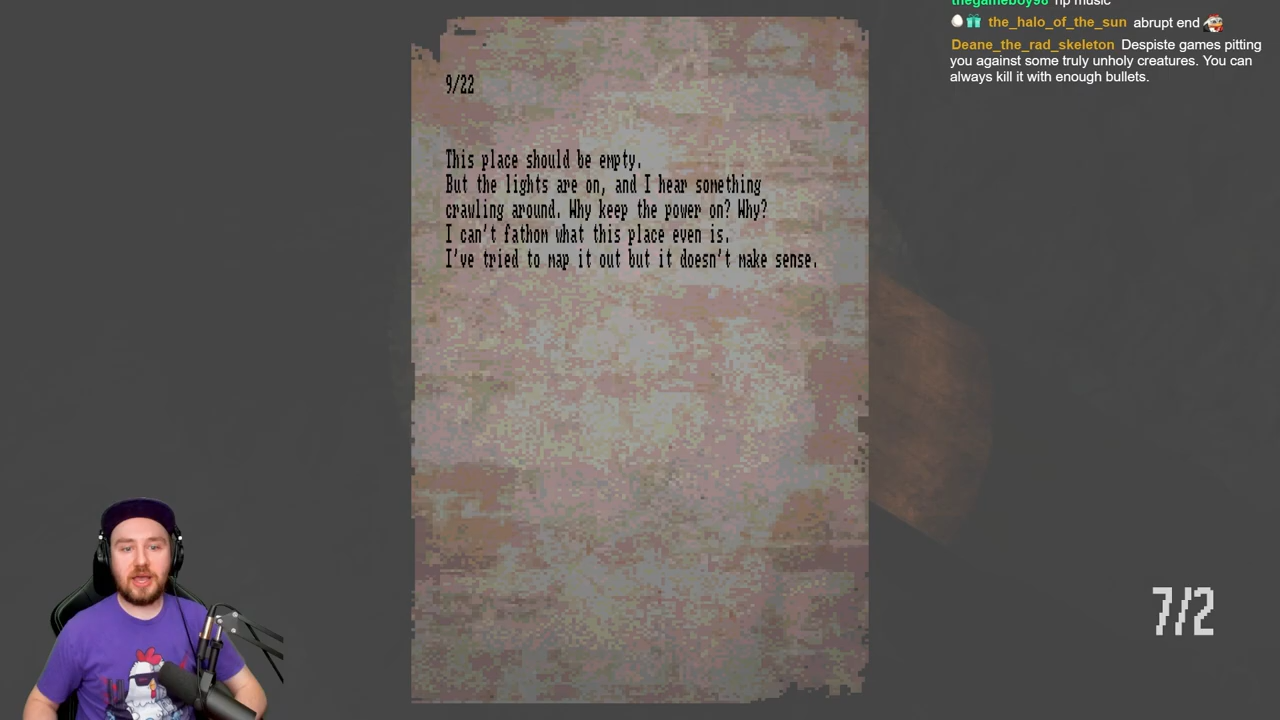 thegameboy98 rip music
the_halo_of_the_sun abrupt end
Deane_the_rad_skeleton Despiste games pitting
you against some truly unholy creatures. You can
always kill it with enough bullets.
9/22
This place should be empty.
But the lights are on, and I hear something
crawling around. Why keep the power on? Why?
I can't fathom what this place even is.
I've tried to map it out but it doesn't make sense.
7/2